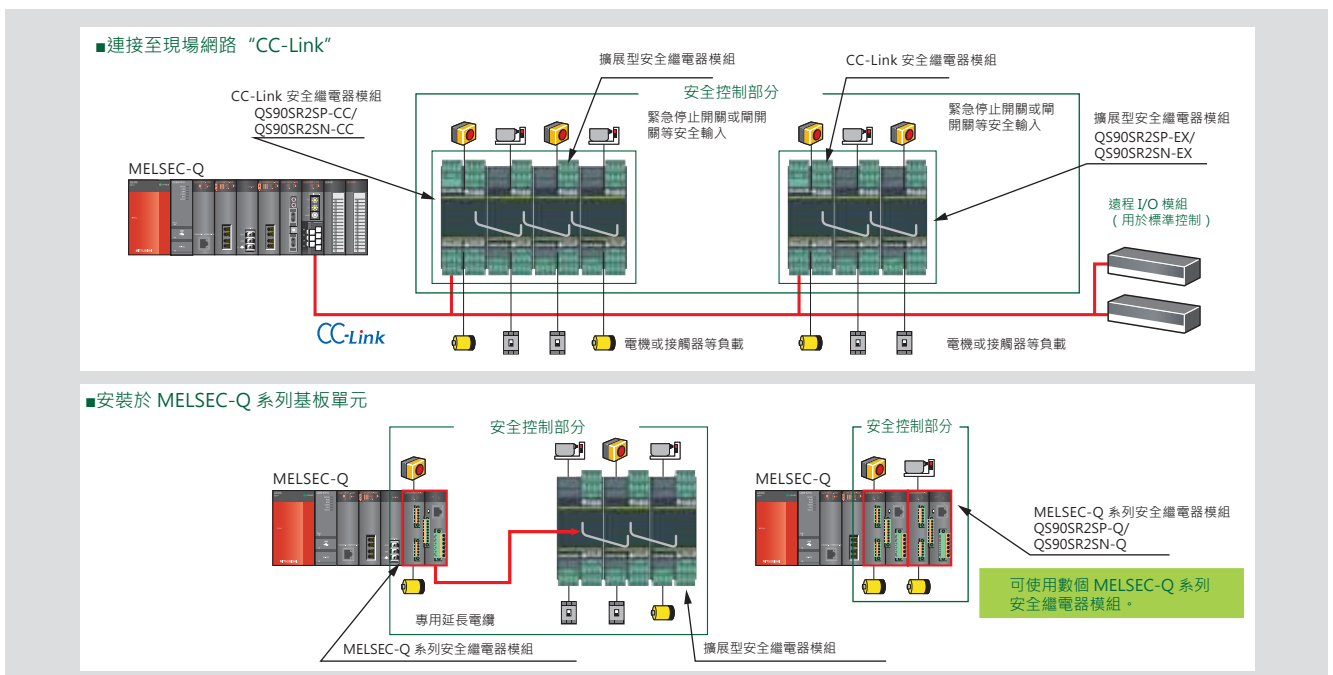 ■連接至現場網路 “CC-Link”
擴展型安全繼電器模組
CC-Link 安全繼電器模組
CC-Link 安全繼電器模組
QS90SR2SP-CC/
QS90SR2SN-CC
安全控制部分
緊急停止開關或閘開
關等安全輸入
緊急停止開關或閘
開關等安全輸入
擴展型安全繼電器模組
QS90SR2SP-EX/
QS90SR2SN-EX
MELSEC-Q
遠程 I/O 模組
(用於標準控制)
CC-Link
電機或接觸器等負載
電機或接觸器等負載
■安裝於 MELSEC-Q 系列基板單元
安全控制部分
安全控制部分
MELSEC-Q
MELSEC-Q
MELSEC-Q 系列安全繼電器模組
QS90SR2SP-Q/
QS90SR2SN-Q
可使用數個 MELSEC-Q 系列
安全繼電器模組。
專用延長電纜
MELSEC-Q 系列安全繼電器模組
擴展型安全繼電器模組